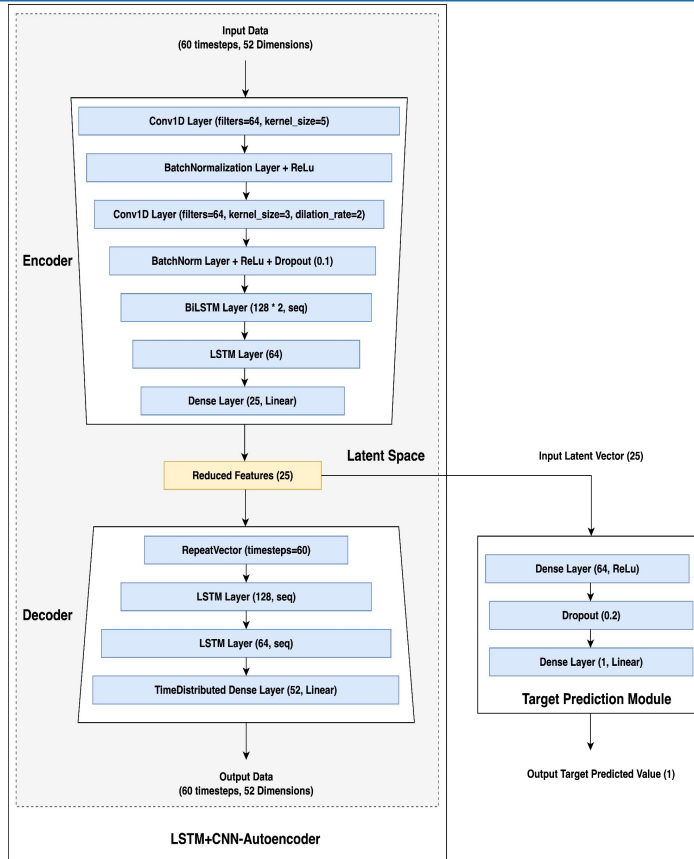 Input Data
(60 timesteps, 52 Dimensions)
Conv1D Layer (filters=64, kernel_size=5)
BatchNormalization Layer + ReLu
Conv1D Layer (filters=64, kernel_size=3, dilation_rate=2)
Encoder
BatchNorm Layer + ReLu + Dropout (0.1)
BiLSTM Layer (128 * 2, seq)
LSTM Layer (64)
Dense Layer (25, Linear)
Latent Space
Reduced Features (25)
RepeatVector (timesteps=60)
LSTM Layer (128, seq)
Decoder
LSTM Layer (64, seq)
TimeDistributed Dense Layer (52, Linear)
Output Data
(60 timesteps, 52 Dimensions)
LSTM+CNN-Autoencoder
Input Latent Vector (25)
Dense Layer (64, ReLu)
Dropout (0.2)
Dense Layer (1, Linear)
Target Prediction Module
Output Target Predicted Value (1)